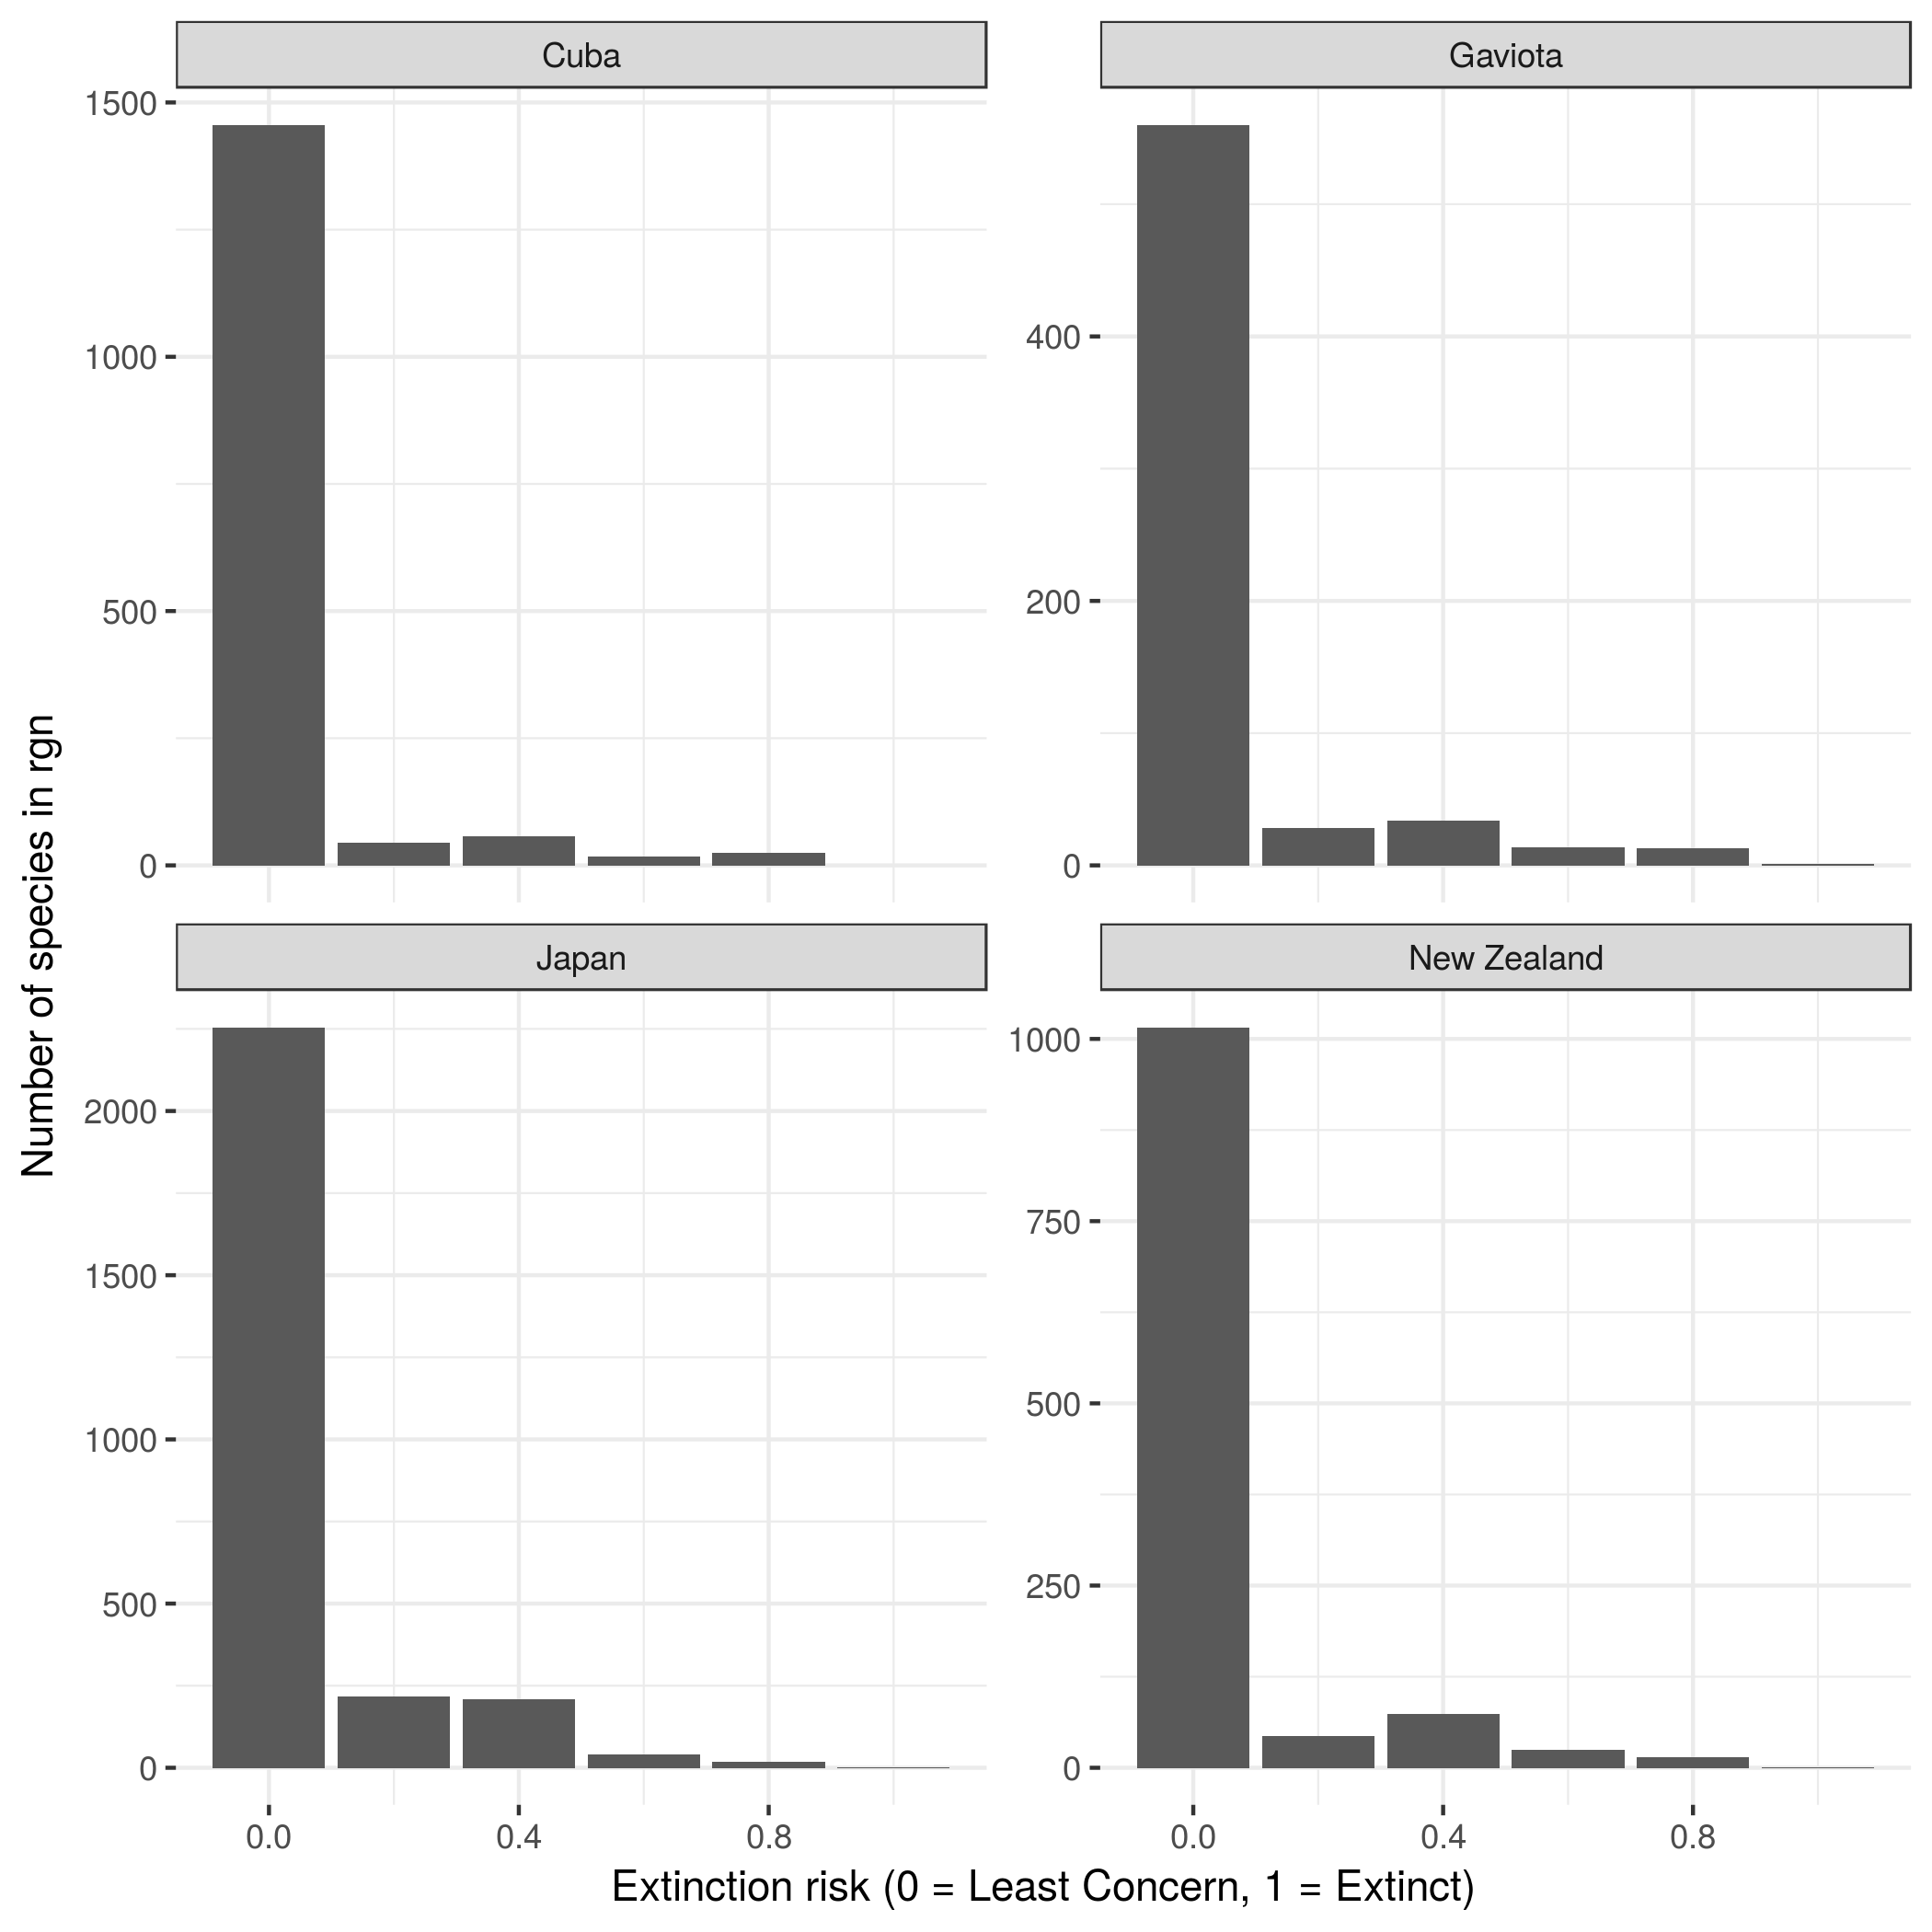 Cuba
Gaviota
1500
1000
500
0
400
200
0
Number of species in rgn
Japan
New Zealand
2000
1500
1000
500
0
1000
750
500
250
0
0.0 0.4 0.8
0.0 0.4 0.8
Extinction risk (0 = Least Concern, 1 = Extinct)